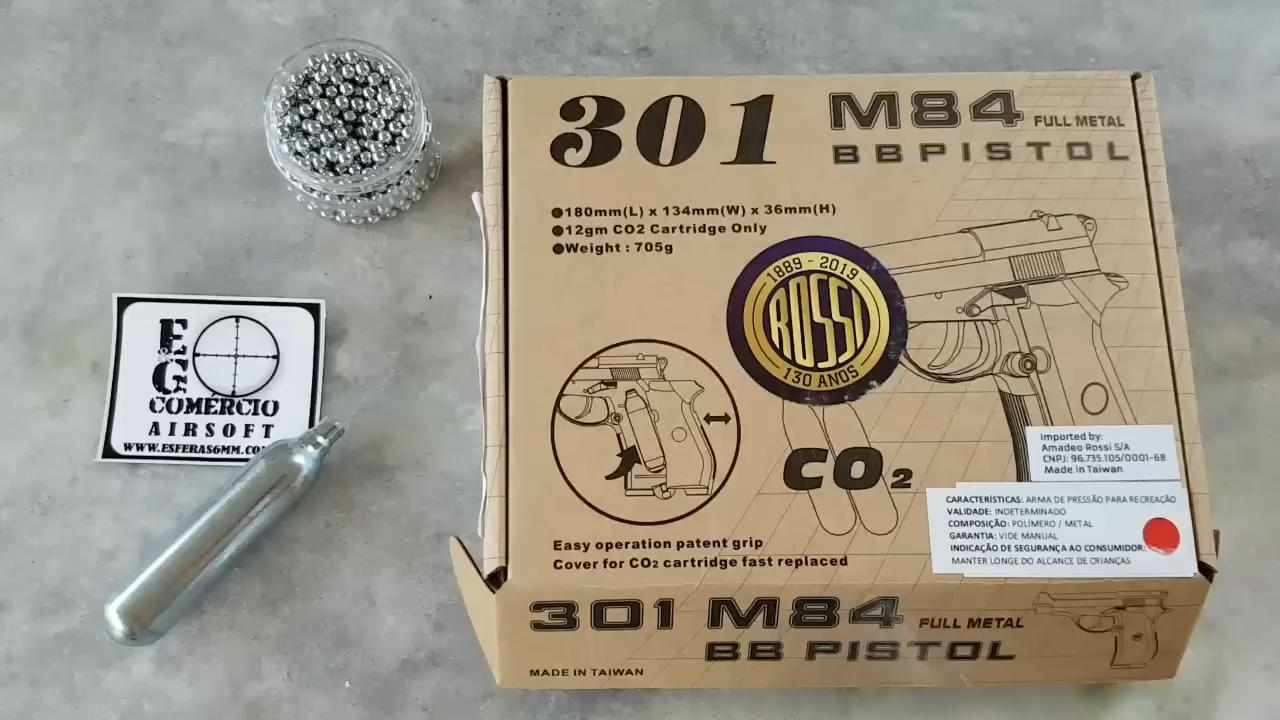 301
M84 FULL METAL
BBPISTOL
●180mm(L) x 134mm(W) x 36mm(H)
●12gm CO2 Cartridge Only
●Weight : 705g
1889 - 2019
ROSSI
130 ANOS
E&G
COMERCIO
AIRSOFT
WWW.ESFERAS6MM.CO
CO2
Imported by:
Amadeo Rossi S/A
CNPJ: 96.735.105/0001-68
Made in Taiwan
CARACTERÍSTICAS: ARMA DE PRESSÃO PARA RECREAÇÃO
VALIDADE: INDETERMINADO
COMPOSIÇÃO: POLÍMERO / METAL
GARANTIA: VIDE MANUAL
INDICAÇÃO DE SEGURANÇA AO CONSUMIDOR:
MANTER LONGE DO ALCANCE DE CRIANÇAS
Easy operation patent grip
Cover for CO2 cartridge fast replaced
301 M84 FULL METAL
BB PISTOL
MADE IN TAIWAN